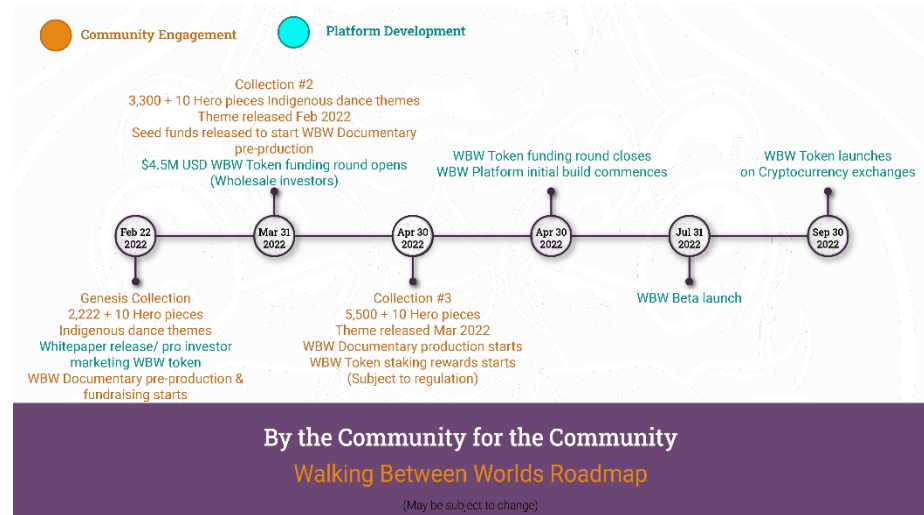 Community Engagement
Platform Development
Collection #2
3,300 + 10 Hero pieces Indigenous dance themes
Theme released Feb 2022
Seed funds released to start WBW Documentary
pre-prduction
$4.5M USD WBW Token funding round opens
(Wholesale investors)
WBW Token funding round closes
WBW Platform initial build commences
WBW Token launches
on Cryptocurrency exchanges
Feb 22
2022
Mar 31
2022
Apr 30
2022
Apr 30
2022
Jul 31
2022
Sep 30
2022
Genesis Collection
2,222 + 10 Hero pieces
Indigenous dance themes
Whitepaper release/ pro investor
marketing WBW token
WBW Documentary pre-production &
fundraising starts
Collection #3
5,500 + 10 Hero pieces
Theme released Mar 2022
WBW Documentary production starts
WBW Token staking rewards starts
(Subject to regulation)
WBW Beta launch
By the Community for the Community
Walking Between Worlds Roadmap
(May be subject to change)